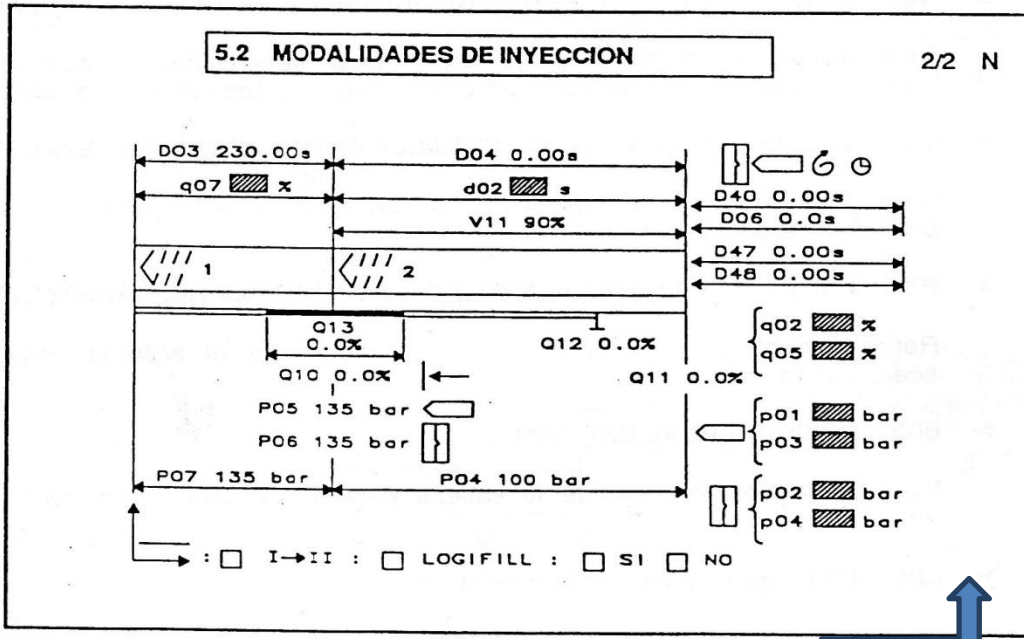 5.2 MODALIDADES DE INYECCION
2/2 N
D03 230.00s
D04 0.00s
q07 %
d02 s
D40 0.00s
V11 90%
D06 0.0s
D47 0.00s
1
2
D48 0.00s
Q13
0.0%
Q12 0.0%
q02 %
q05 %
Q10 0.0%
Q11 0.0%
P05 135 bar
p01 bar
P06 135 bar
p03 bar
P07 135 bar
P04 100 bar
p02 bar
p04 bar
: I→II : LOGIFILL : SI NO